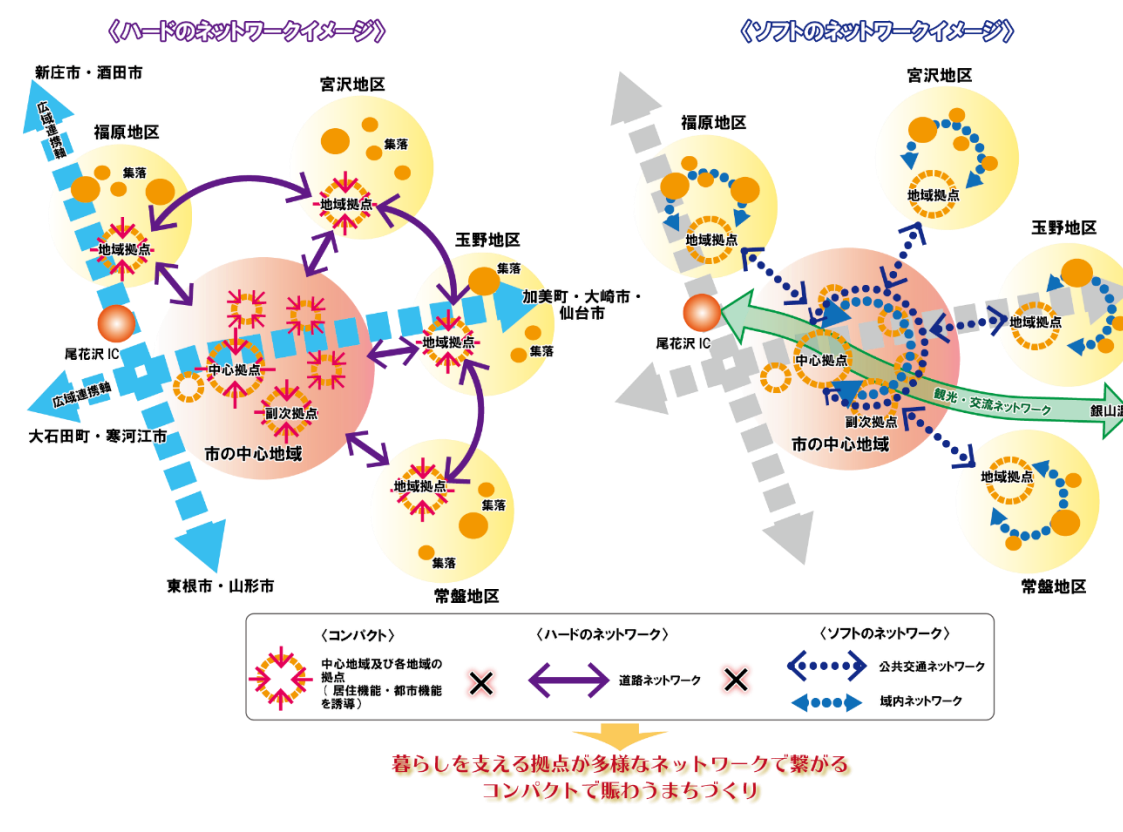 〈ハードのネットワークイメージ〉
新庄市・酒田市
広域連携軸
福原地区
集落
地域拠点
宮沢地区
集落
地域拠点
玉野地区
集落
加美町・大崎市・
仙台市
地域拠点
集落
尾花沢IC
中心拠点
副次拠点
市の中心地域
広域連携軸
大石田町・寒河江市
地域拠点
集落
集落
常盤地区
東根市・山形市
〈ソフトのネットワークイメージ〉
宮沢地区
福原地区
地域拠点
地域拠点
玉野地区
地域拠点
尾花沢IC
中心拠点
副次拠点
市の中心地域
観光・交流ネットワーク
銀山温
地域拠点
常盤地区
〈コンパクト〉
中心地域及び各地域の
拠点
（居住機能・都市機能
を誘導）
×
〈ハードのネットワーク〉
道路ネットワーク
×
〈ソフトのネットワーク〉
公共交通ネットワーク
域内ネットワーク
暮らしを支える拠点が多様なネットワークで繋がる
コンパクトで賑わうまちづくり